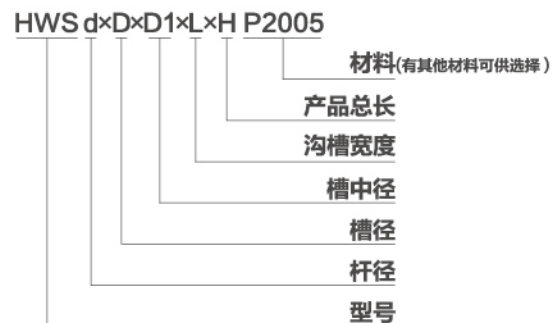 HWS d×D×D1×L×H P2005
材料(有其他材料可供选择)
产品总长
沟槽宽度
槽中径
槽径
杆径
型号